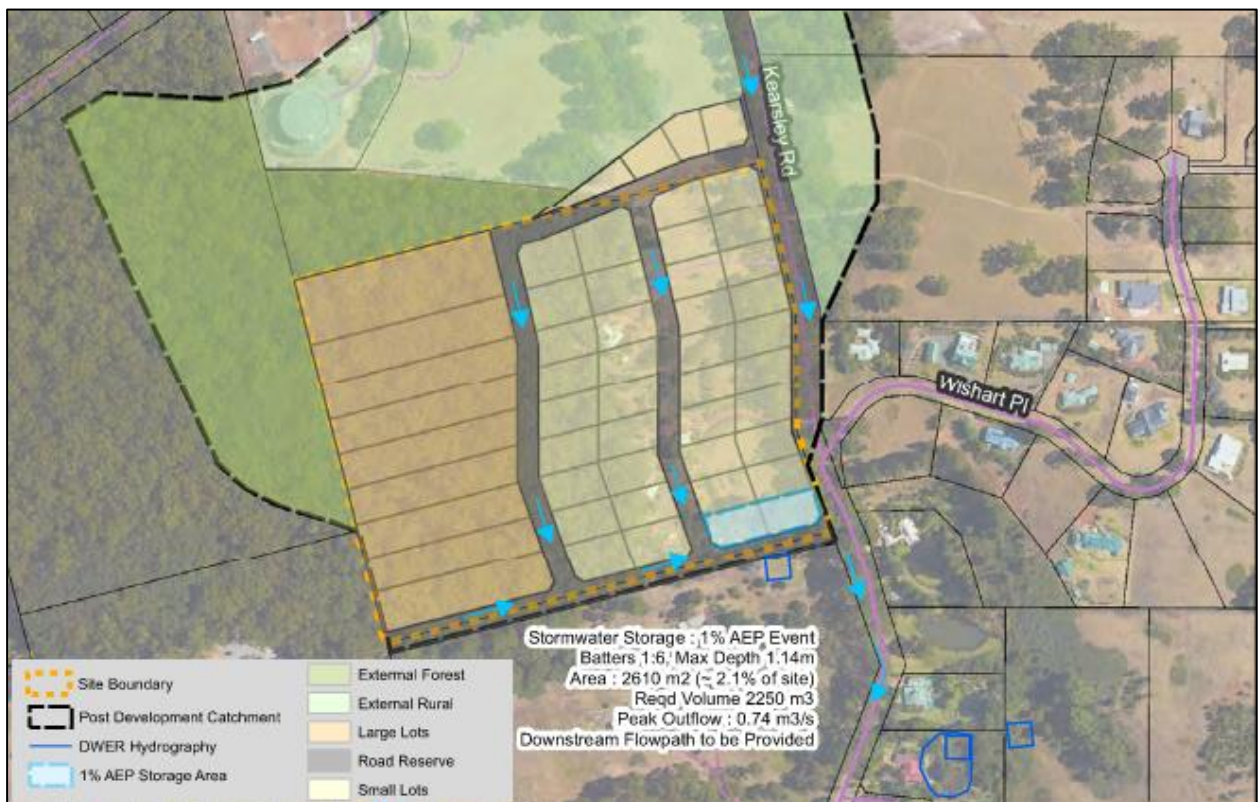 Kearsley Rd
Wishart Pl
Stormwater Storage : 1% AEP Event
Batters 1:6, Max Depth 1.14m
Area : 2610 m2 (~ 2.1% of site)
Reqd Volume 2250 m3
Peak Outflow : 0.74 m3/s
Downstream Flowpath to be Provided
Site Boundary
Post Development Catchment
DWER Hydrography
1% AEP Storage Area
External Forest
External Rural
Large Lots
Road Reserve
Small Lots